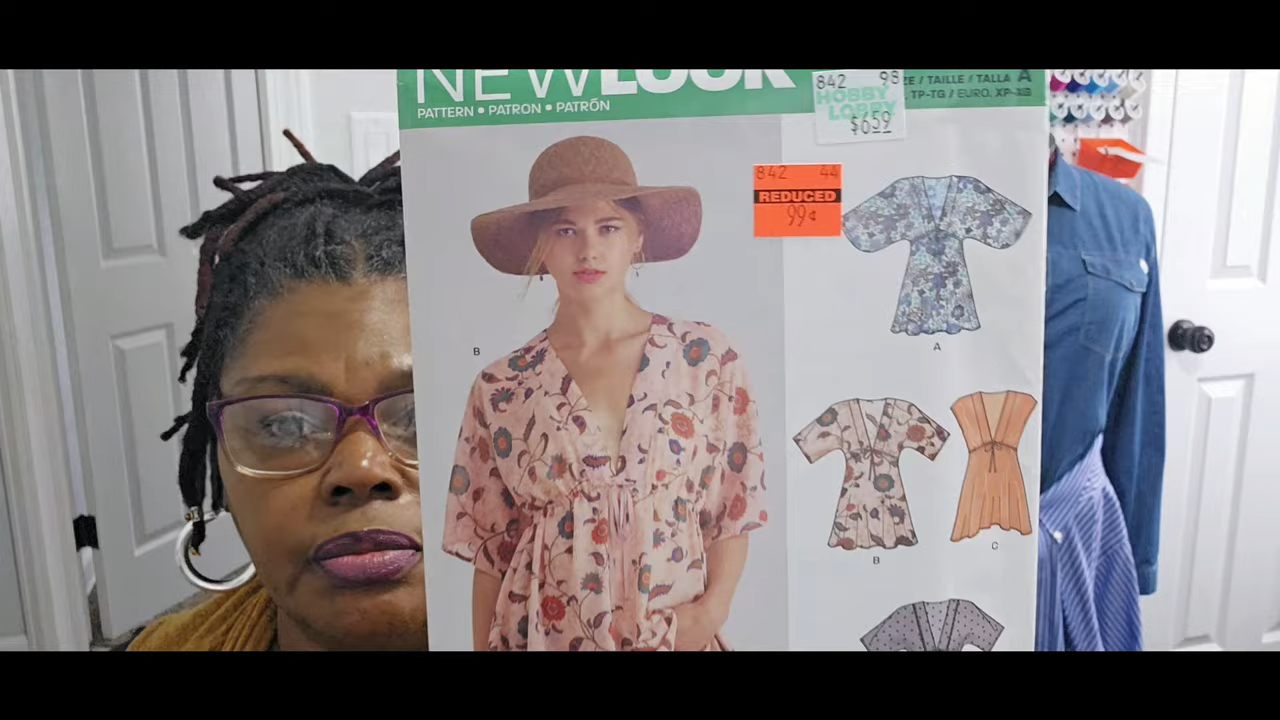 NEW LOOK
PATTERN • PATRON • PATRÓN
842 98
HOBBY
LOBBY
$6.59
ZE / TAILLE / TALLA A
TP-TG / EURO. XP-XG
842 44
REDUCED
99¢
A
B
B
C